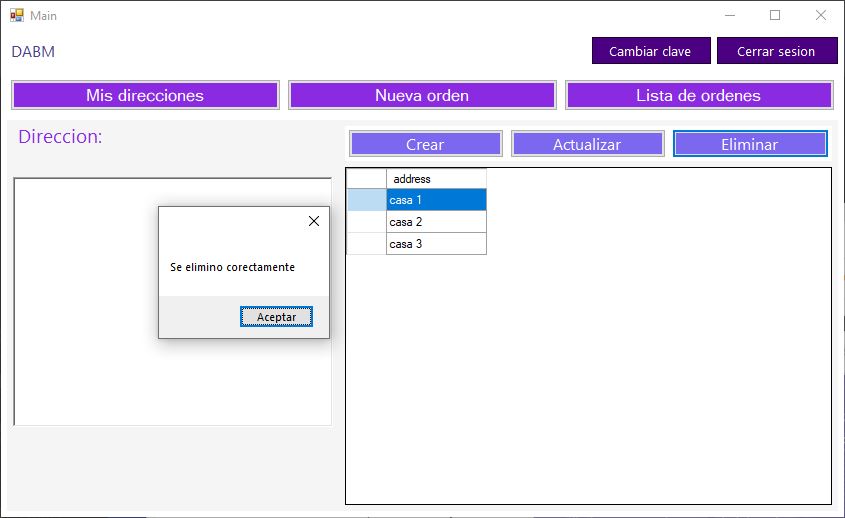 Main
DABM
Cambiar clave
Cerrar sesion
Mis direcciones
Nueva orden
Lista de ordenes
Direccion:
Crear
Actualizar
Eliminar
address
casa 1
casa 2
casa 3
Se elimino corectamente
Aceptar